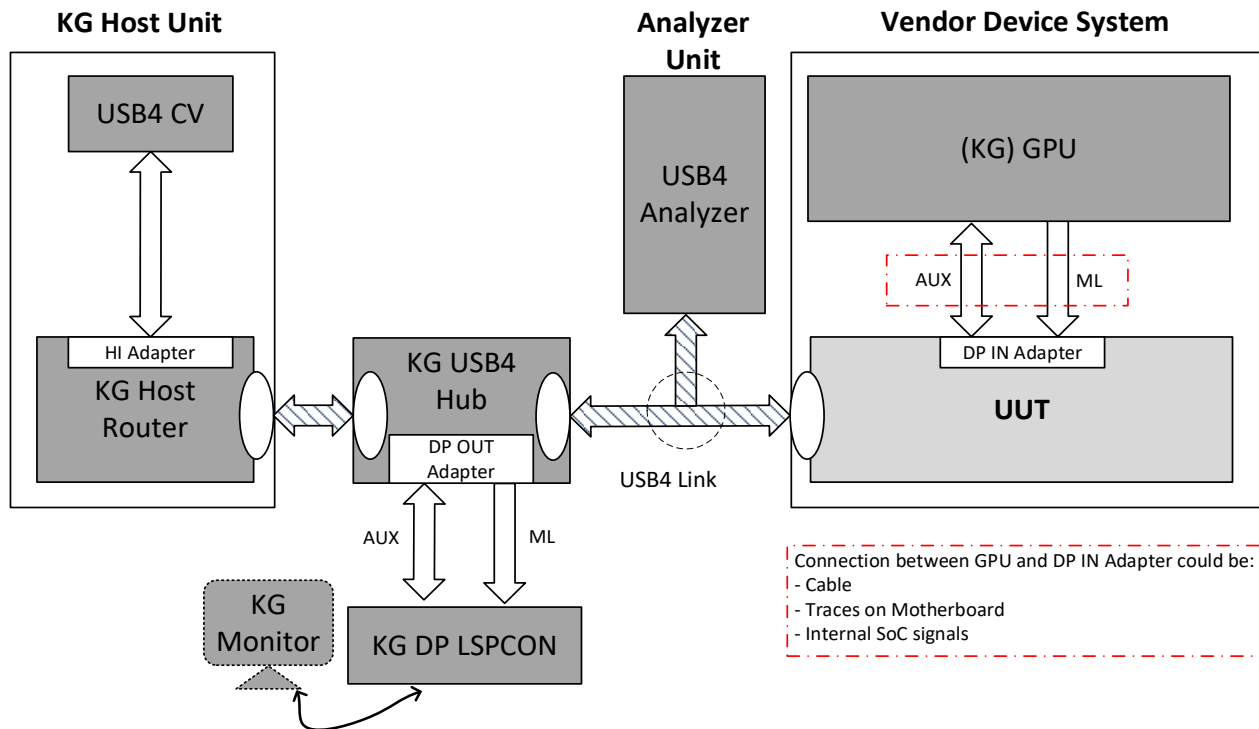 KG Host Unit
USB4 CV
HI Adapter
KG Host
Router
KG USB4
Hub
DP OUT
Adapter
AUX
ML
KG
Monitor
KG DP LSPCON
Analyzer
Unit
USB4
Analyzer
USB4 Link
Vendor Device System
(KG) GPU
AUX
ML
DP IN Adapter
UUT
Connection between GPU and DP IN Adapter could be:
- Cable
- Traces on Motherboard
- Internal SoC signals